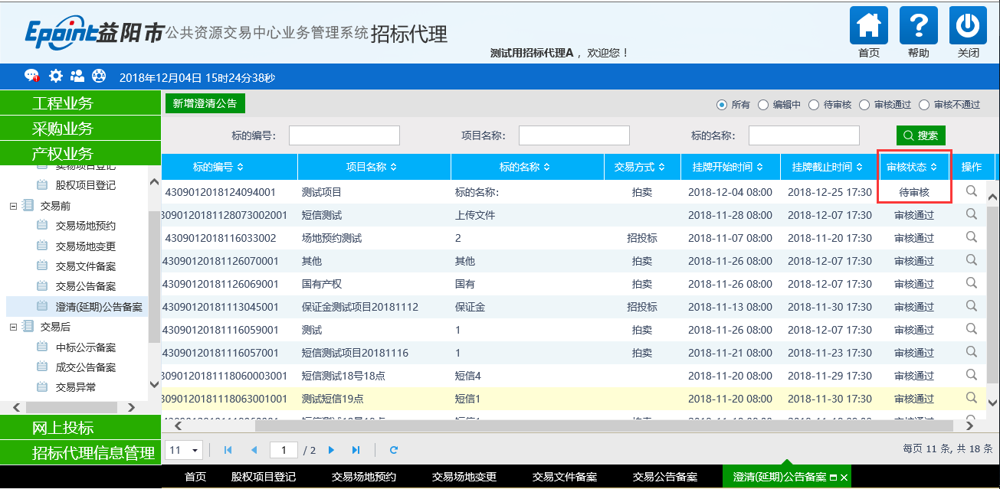 Epoint益阳市公共资源交易中心业务管理系统 招标代理
测试用招标代理A ，欢迎您！
首页 帮助 关闭
2018年12月04日 15时24分38秒
工程业务
采购业务
产权业务
实物项目登记
股权项目登记
交易前
交易场地预约
交易场地变更
交易文件备案
交易公告备案
澄清(延期)公告备案
交易后
中标公示备案
成交公告备案
交易异常
网上投标
招标代理信息管理
新增澄清公告
所有 编辑中 待审核 审核通过 审核不通过
标的编号： 项目名称： 标的名称： 搜索
标的编号 项目名称 标的名称 交易方式 挂牌开始时间 挂牌截止时间 审核状态 操作
4309012018124094001 测试项目 标的名称： 拍卖 2018-12-04 08:00 2018-12-25 17:30 待审核
3090120181128073002001 短信测试 上传文件 2018-11-28 08:00 2018-12-07 17:30 审核通过
4309012018116033002 场地预约测试 2 招投标 2018-11-07 08:00 2018-11-20 17:30 审核通过
43090120181126070001 其他 其他 拍卖 2018-11-26 08:00 2018-12-07 17:30 审核通过
43090120181126069001 国有产权 国有 拍卖 2018-11-26 08:00 2018-12-07 17:30 审核通过
43090120181113045001 保证金测试项目20181112 保证金 招投标 2018-11-13 08:00 2018-11-30 17:30 审核通过
43090120181116059001 测试 1 拍卖 2018-11-26 08:00 2018-12-07 17:30 审核通过
43090120181116057001 短信测试项目20181116 1 拍卖 2018-11-21 08:00 2018-11-23 17:30 审核通过
3090120181118060003001 短信测试18号18点 短信4 2018-11-20 08:00 2018-11-29 17:30 审核通过
3090120181118063001001 测试短信19点 短信1 2018-11-20 08:00 2018-11-30 17:30 审核通过
11 1 / 2 每页 11 条, 共 18 条
首页 股权项目登记 交易场地预约 交易场地变更 交易文件备案 交易公告备案 澄清(延期)公告备案